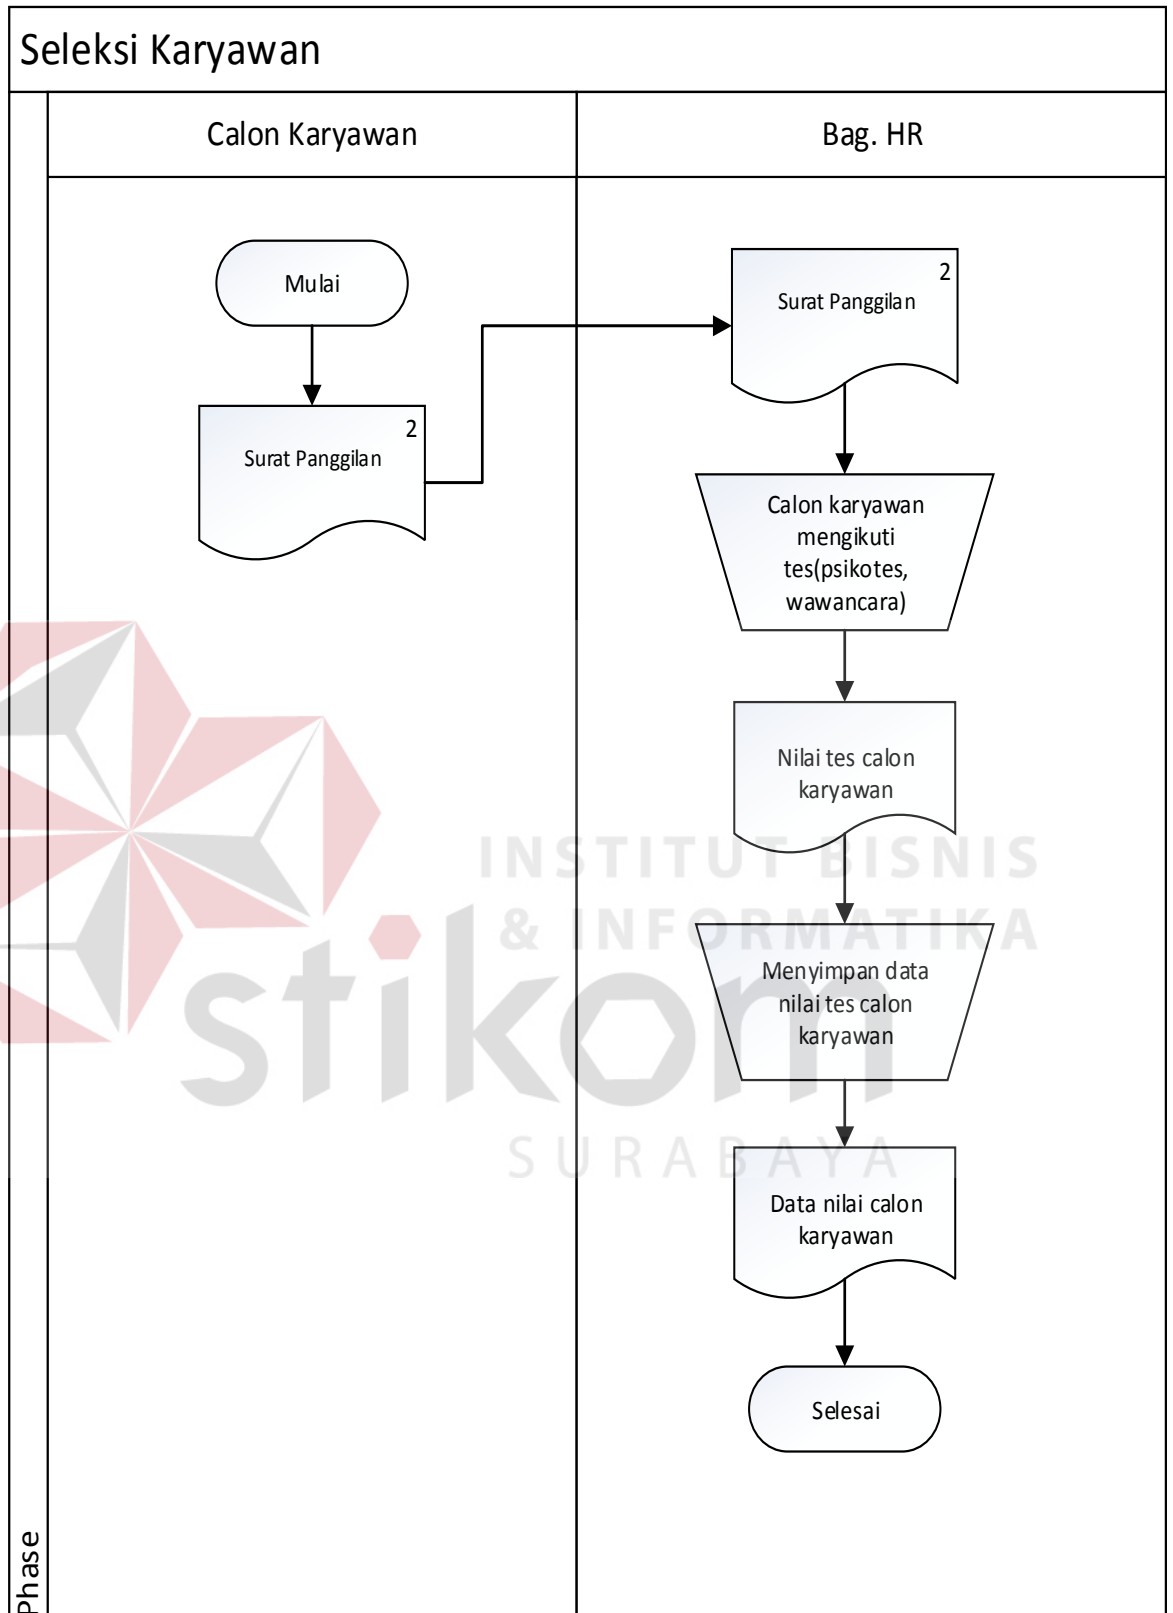 Seleksi Karyawan
Calon Karyawan
Bag. HR
Mulai
2
Surat Panggilan
2
Surat Panggilan
Calon karyawan
mengikuti
tes(psikotes,
wawancara)
Nilai tes calon
karyawan
Menyimpan data
nilai tes calon
karyawan
Data nilai calon
karyawan
Selesai
Phase
INSTITUT BISNIS
& INFORMATIKA
stikom
SURABAYA